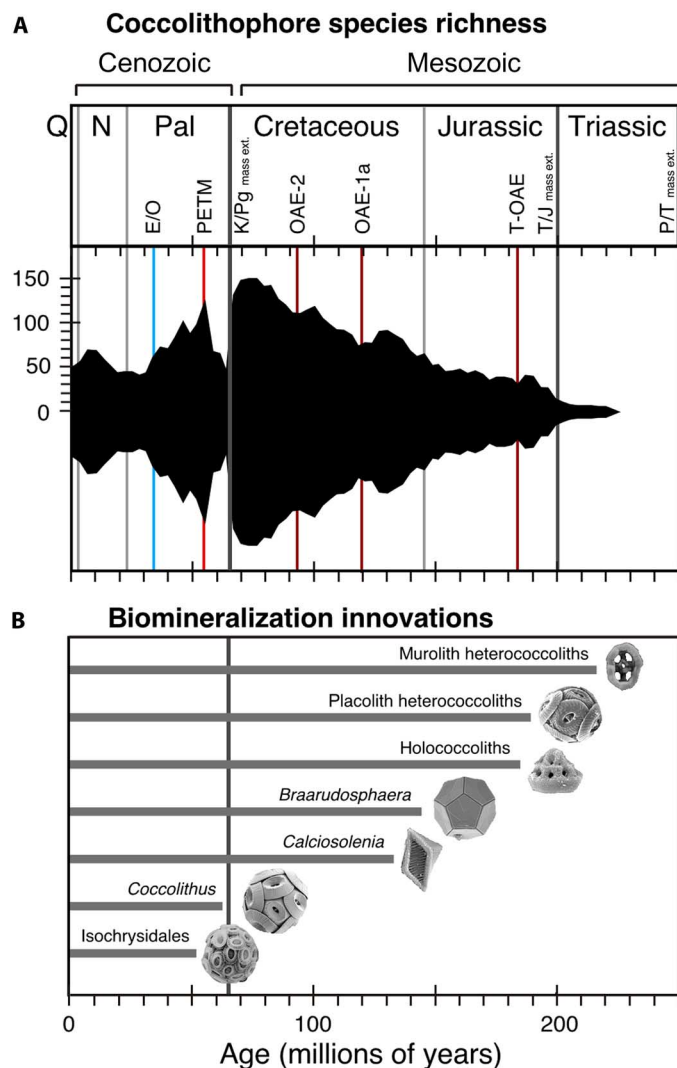 A Coccolithophore species richness
Cenozoic Mesozoic
Q N Pal Cretaceous Jurassic Triassic
E/O
PETM
K/Pg mass ext.
OAE-2
OAE-1a
T-OAE
T/J mass ext.
P/T mass ext.
150
100
50
0
B Biomineralization innovations
Murolith heterococcoliths
Placolith heterococcoliths
Holococcoliths
Braarudosphaera
Calciosolenia
Coccolithus
Isochrysidales
0 100 200
Age (millions of years)